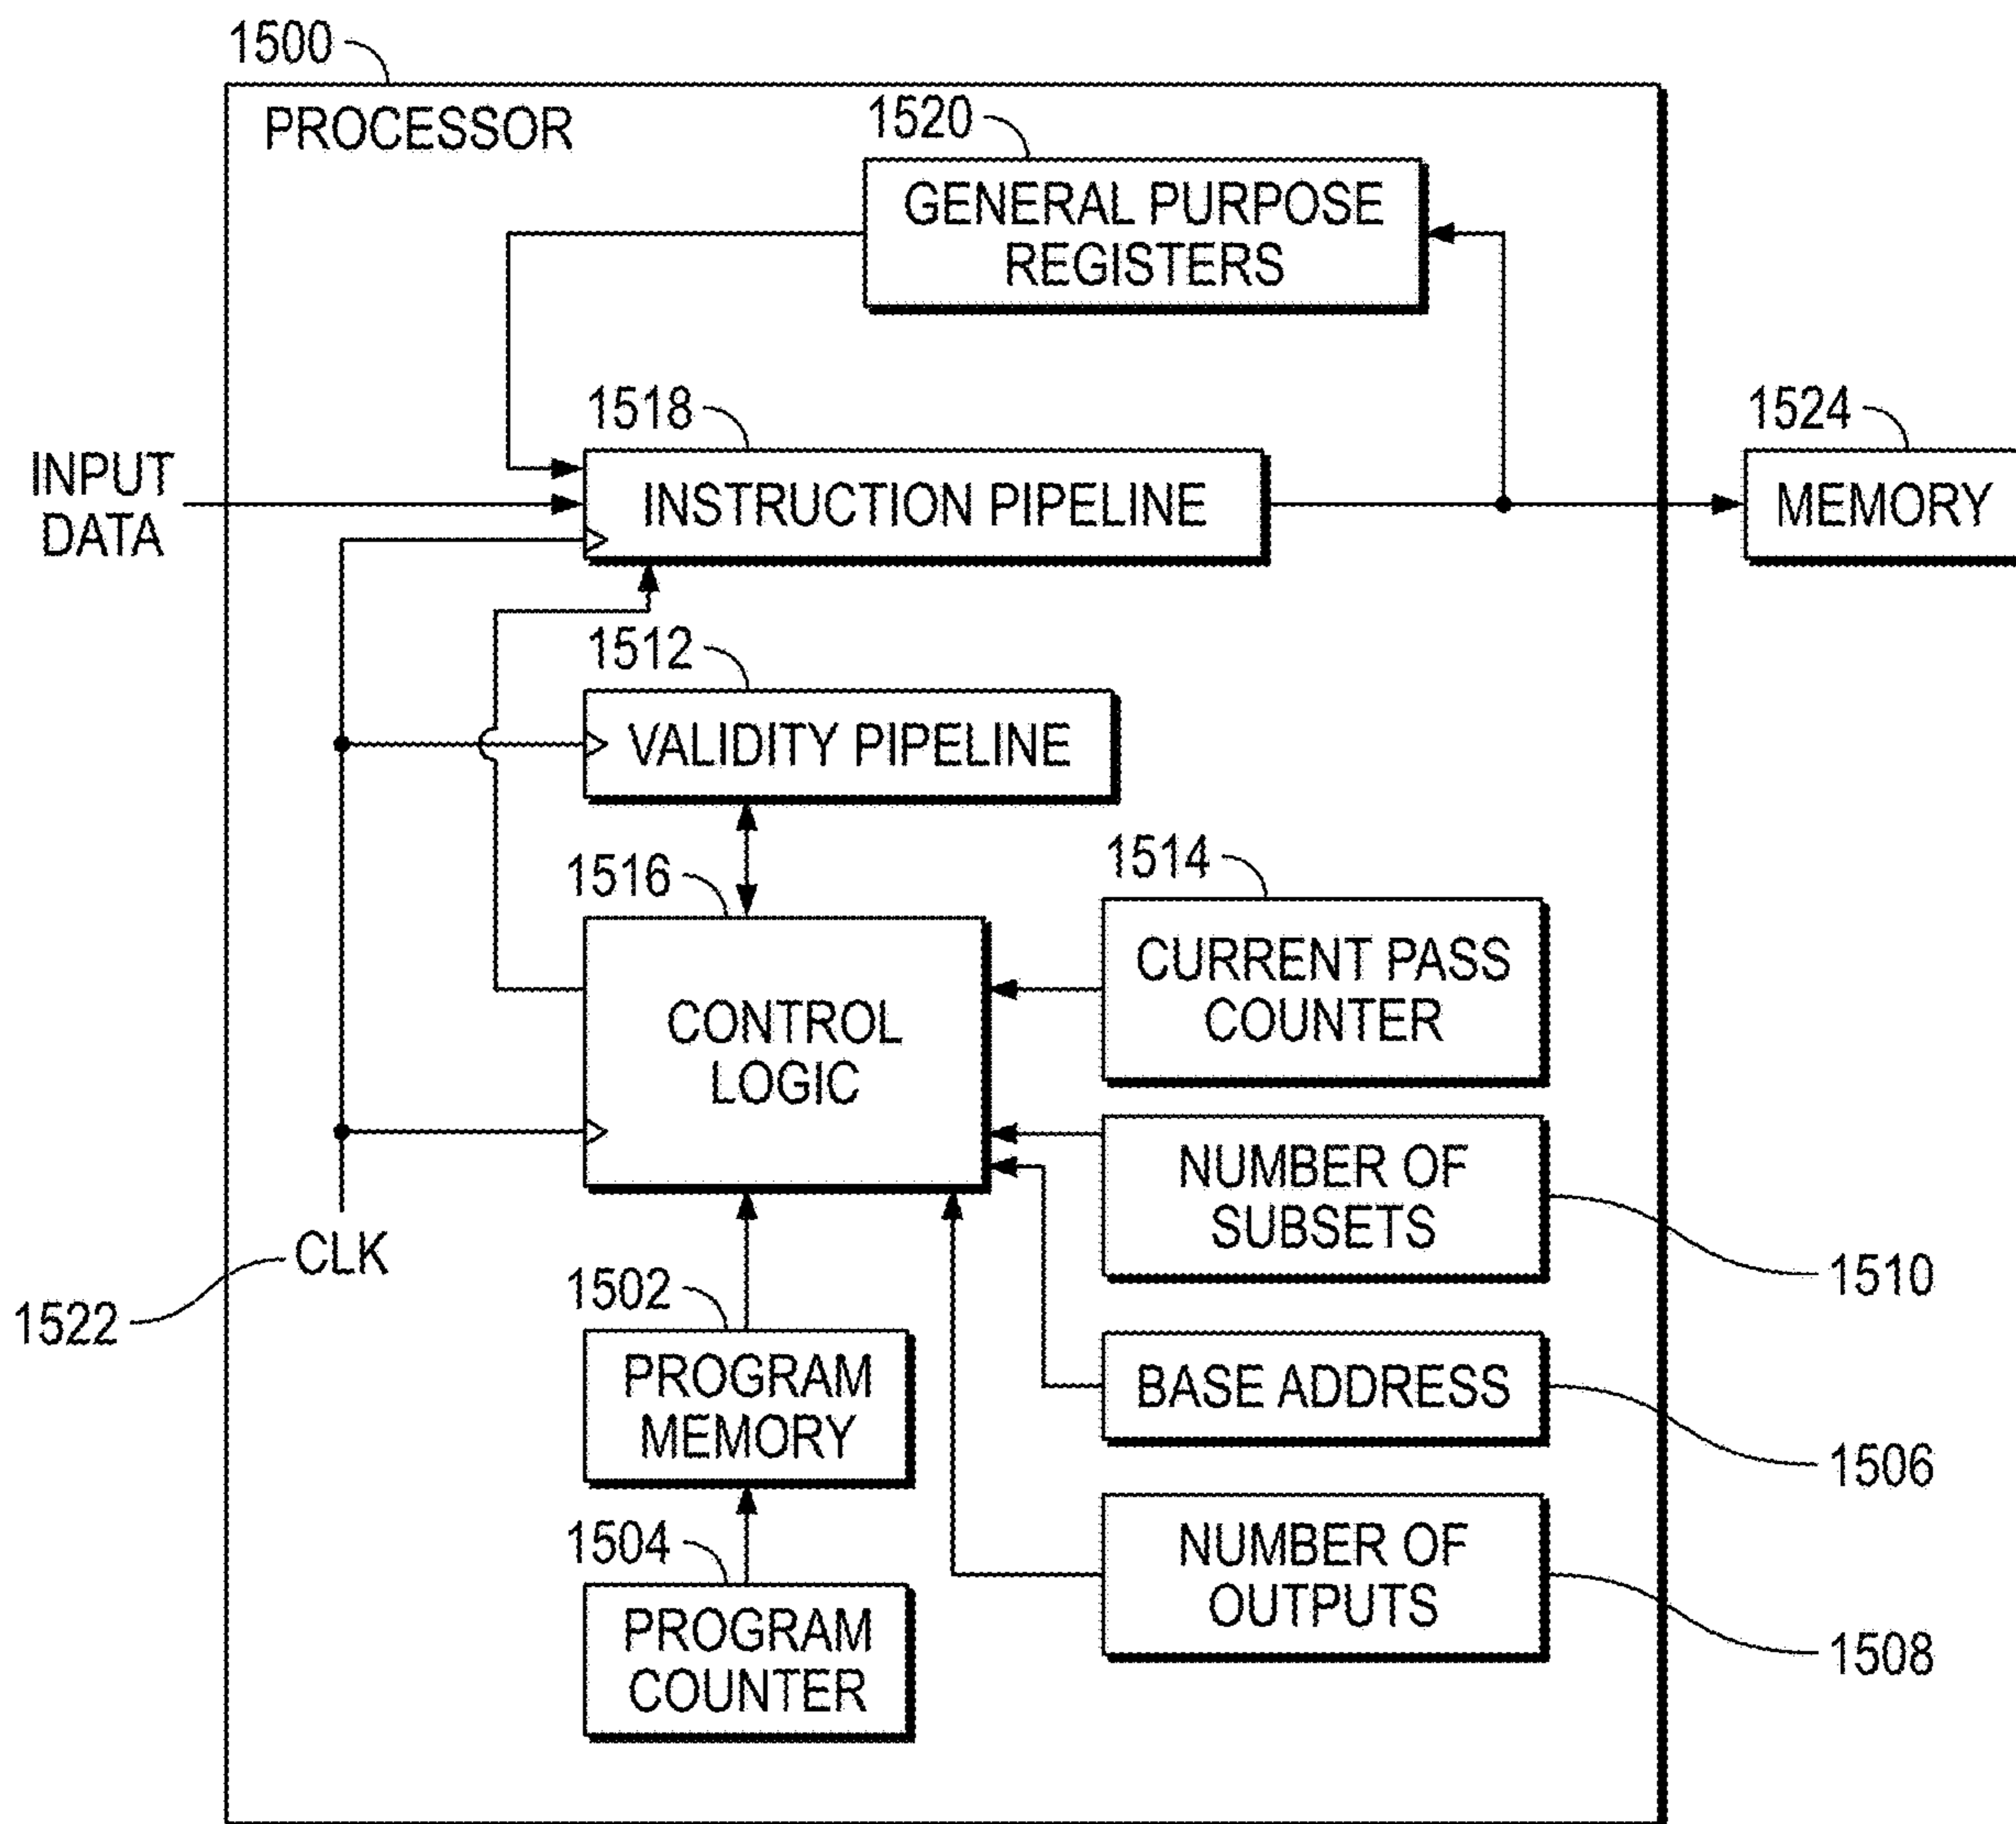 1500
PROCESSOR
1520
GENERAL PURPOSE
REGISTERS
1518
1524
INPUT
DATA
INSTRUCTION PIPELINE
MEMORY
1512
VALIDITY PIPELINE
1516
1514
CONTROL
LOGIC
CURRENT PASS
COUNTER
NUMBER OF
SUBSETS
1510
CLK
1522
1502
PROGRAM
MEMORY
BASE ADDRESS
1506
1504
PROGRAM
COUNTER
NUMBER OF
OUTPUTS
1508